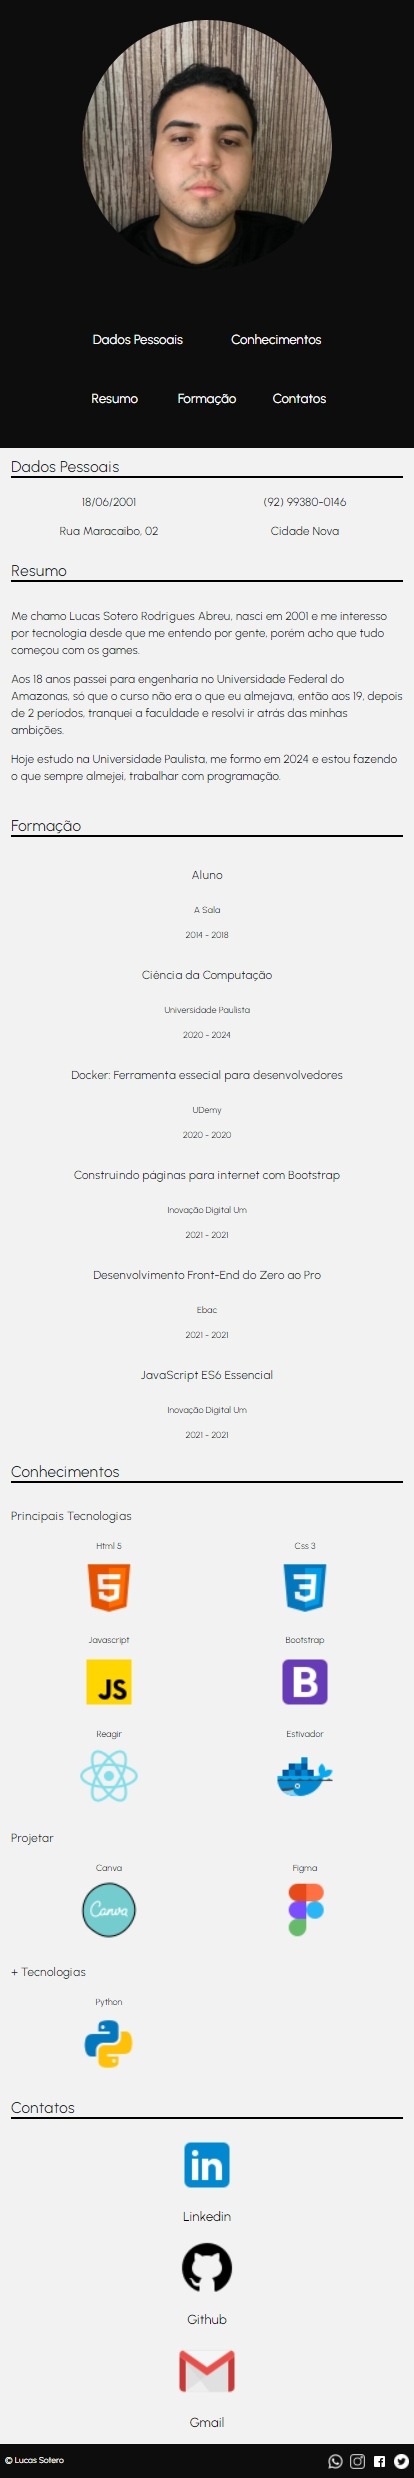 Dados Pessoais Conhecimentos
Resumo Formação Contatos
Dados Pessoais
18/06/2001 (92) 99380-0146
Rua Maracaibo, 02 Cidade Nova
Resumo
Me chamo Lucas Sotero Rodrigues Abreu, nasci em 2001 e me interesso
por tecnologia desde que me entendo por gente, porém acho que tudo
começou com os games.
Aos 18 anos passei para engenharia no Universidade Federal do
Amazonas, só que o curso não era o que eu almejava, então aos 19, depois
de 2 períodos, tranquei a faculdade e resolvi ir atrás das minhas
ambições.
Hoje estudo na Universidade Paulista, me formo em 2024 e estou fazendo
o que sempre almejei, trabalhar com programação.
Formação
Aluno
A Sala
2014 - 2018
Ciência da Computação
Universidade Paulista
2020 - 2024
Docker: Ferramenta essecial para desenvolvedores
UDemy
2020 - 2020
Construindo páginas para internet com Bootstrap
Inovação Digital Um
2021 - 2021
Desenvolvimento Front-End do Zero ao Pro
Ebac
2021 - 2021
JavaScript ES6 Essencial
Inovação Digital Um
2021 - 2021
Conhecimentos
Principais Tecnologias
Html 5 Css 3
5 3
Javascript Bootstrap
JS B
Reagir Estivador
Projetar
Canva Figma
Canva
+ Tecnologias
Python
Contatos
in
Linkedin
Github
Gmail
© Lucas Sotero